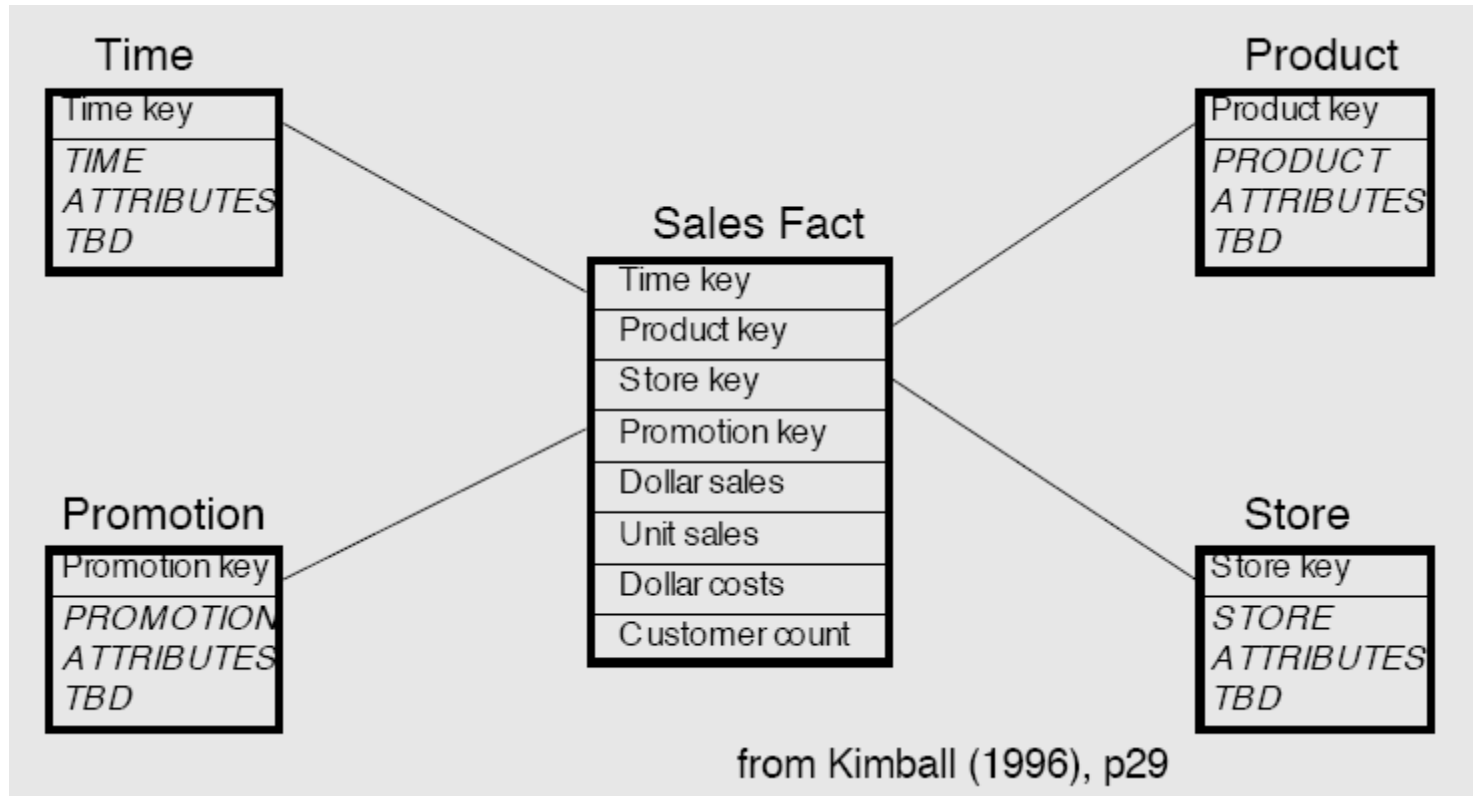 Time
Time key
TIME
ATTRIBUTES
TBD
Product
Product key
PRODUCT
ATTRIBUTES
TBD
Sales Fact
Time key
Product key
Store key
Promotion key
Dollar sales
Unit sales
Dollar costs
Customer count
Promotion
Promotion key
PROMOTION
ATTRIBUTES
TBD
Store
Store key
STORE
ATTRIBUTES
TBD
from Kimball (1996), p29